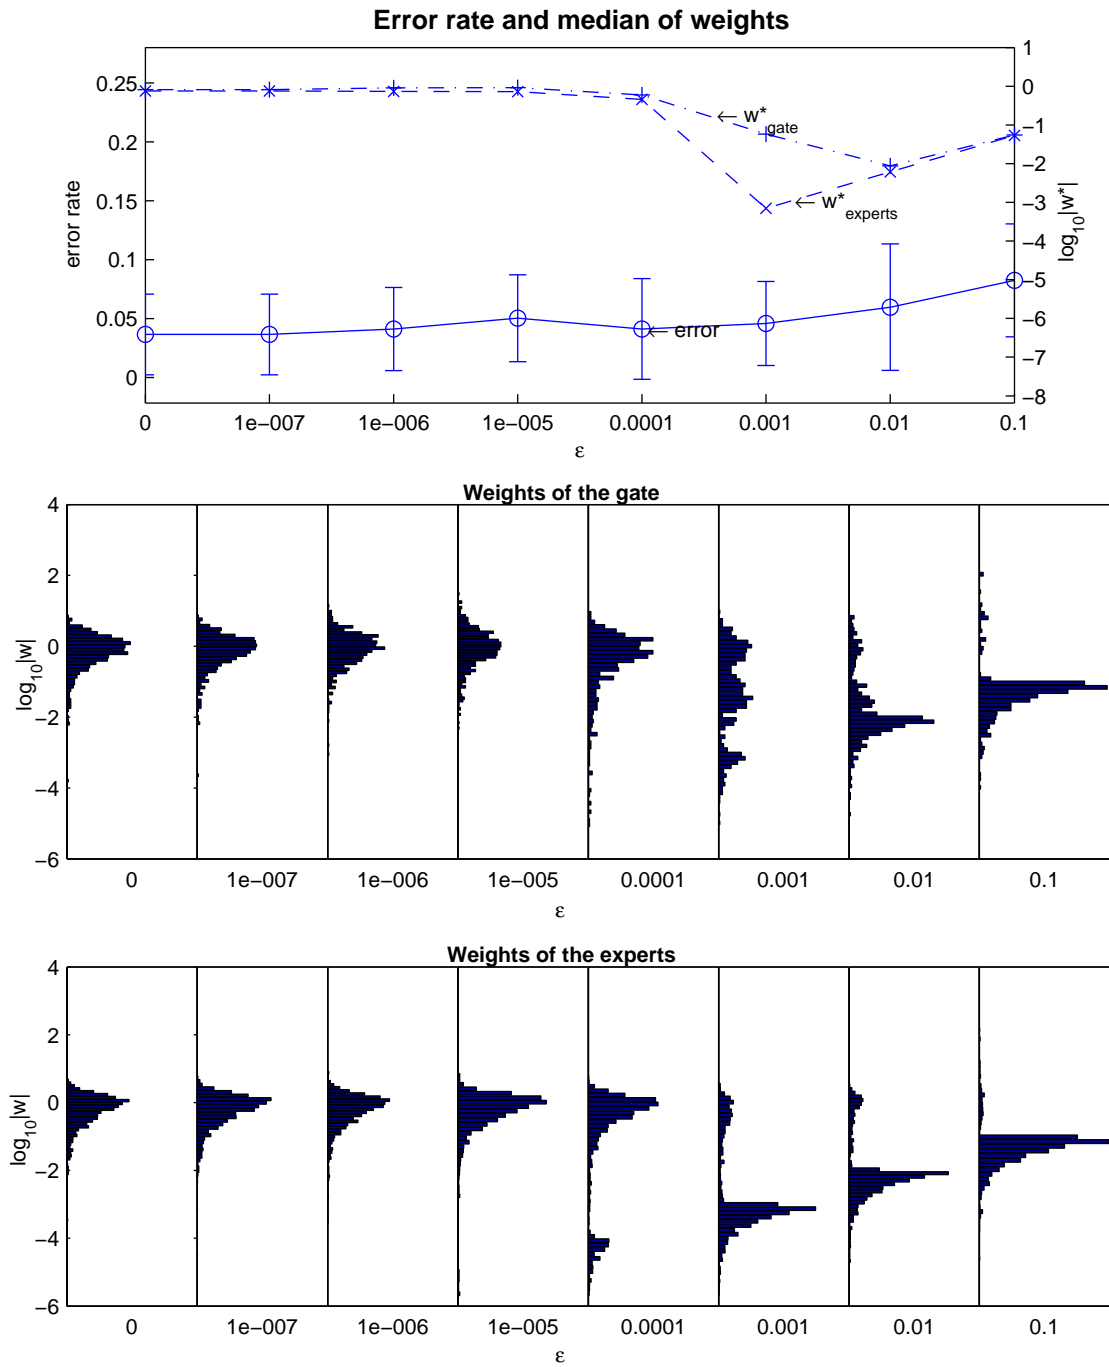 Error rate and median of weights
0.25
0.2
0.15
0.1
0.05
0
error rate
1
0
−1
−2
−3
−4
−5
−6
−7
−8
log10|w*|
← w*gate
← w*experts
← error
0 1e−007 1e−006 1e−005 0.0001 0.001 0.01 0.1
ε
Weights of the gate
4
2
0
−2
−4
−6
log10|w|
0 1e−007 1e−006 1e−005 0.0001 0.001 0.01 0.1
ε
Weights of the experts
4
2
0
−2
−4
−6
log10|w|
0 1e−007 1e−006 1e−005 0.0001 0.001 0.01 0.1
ε